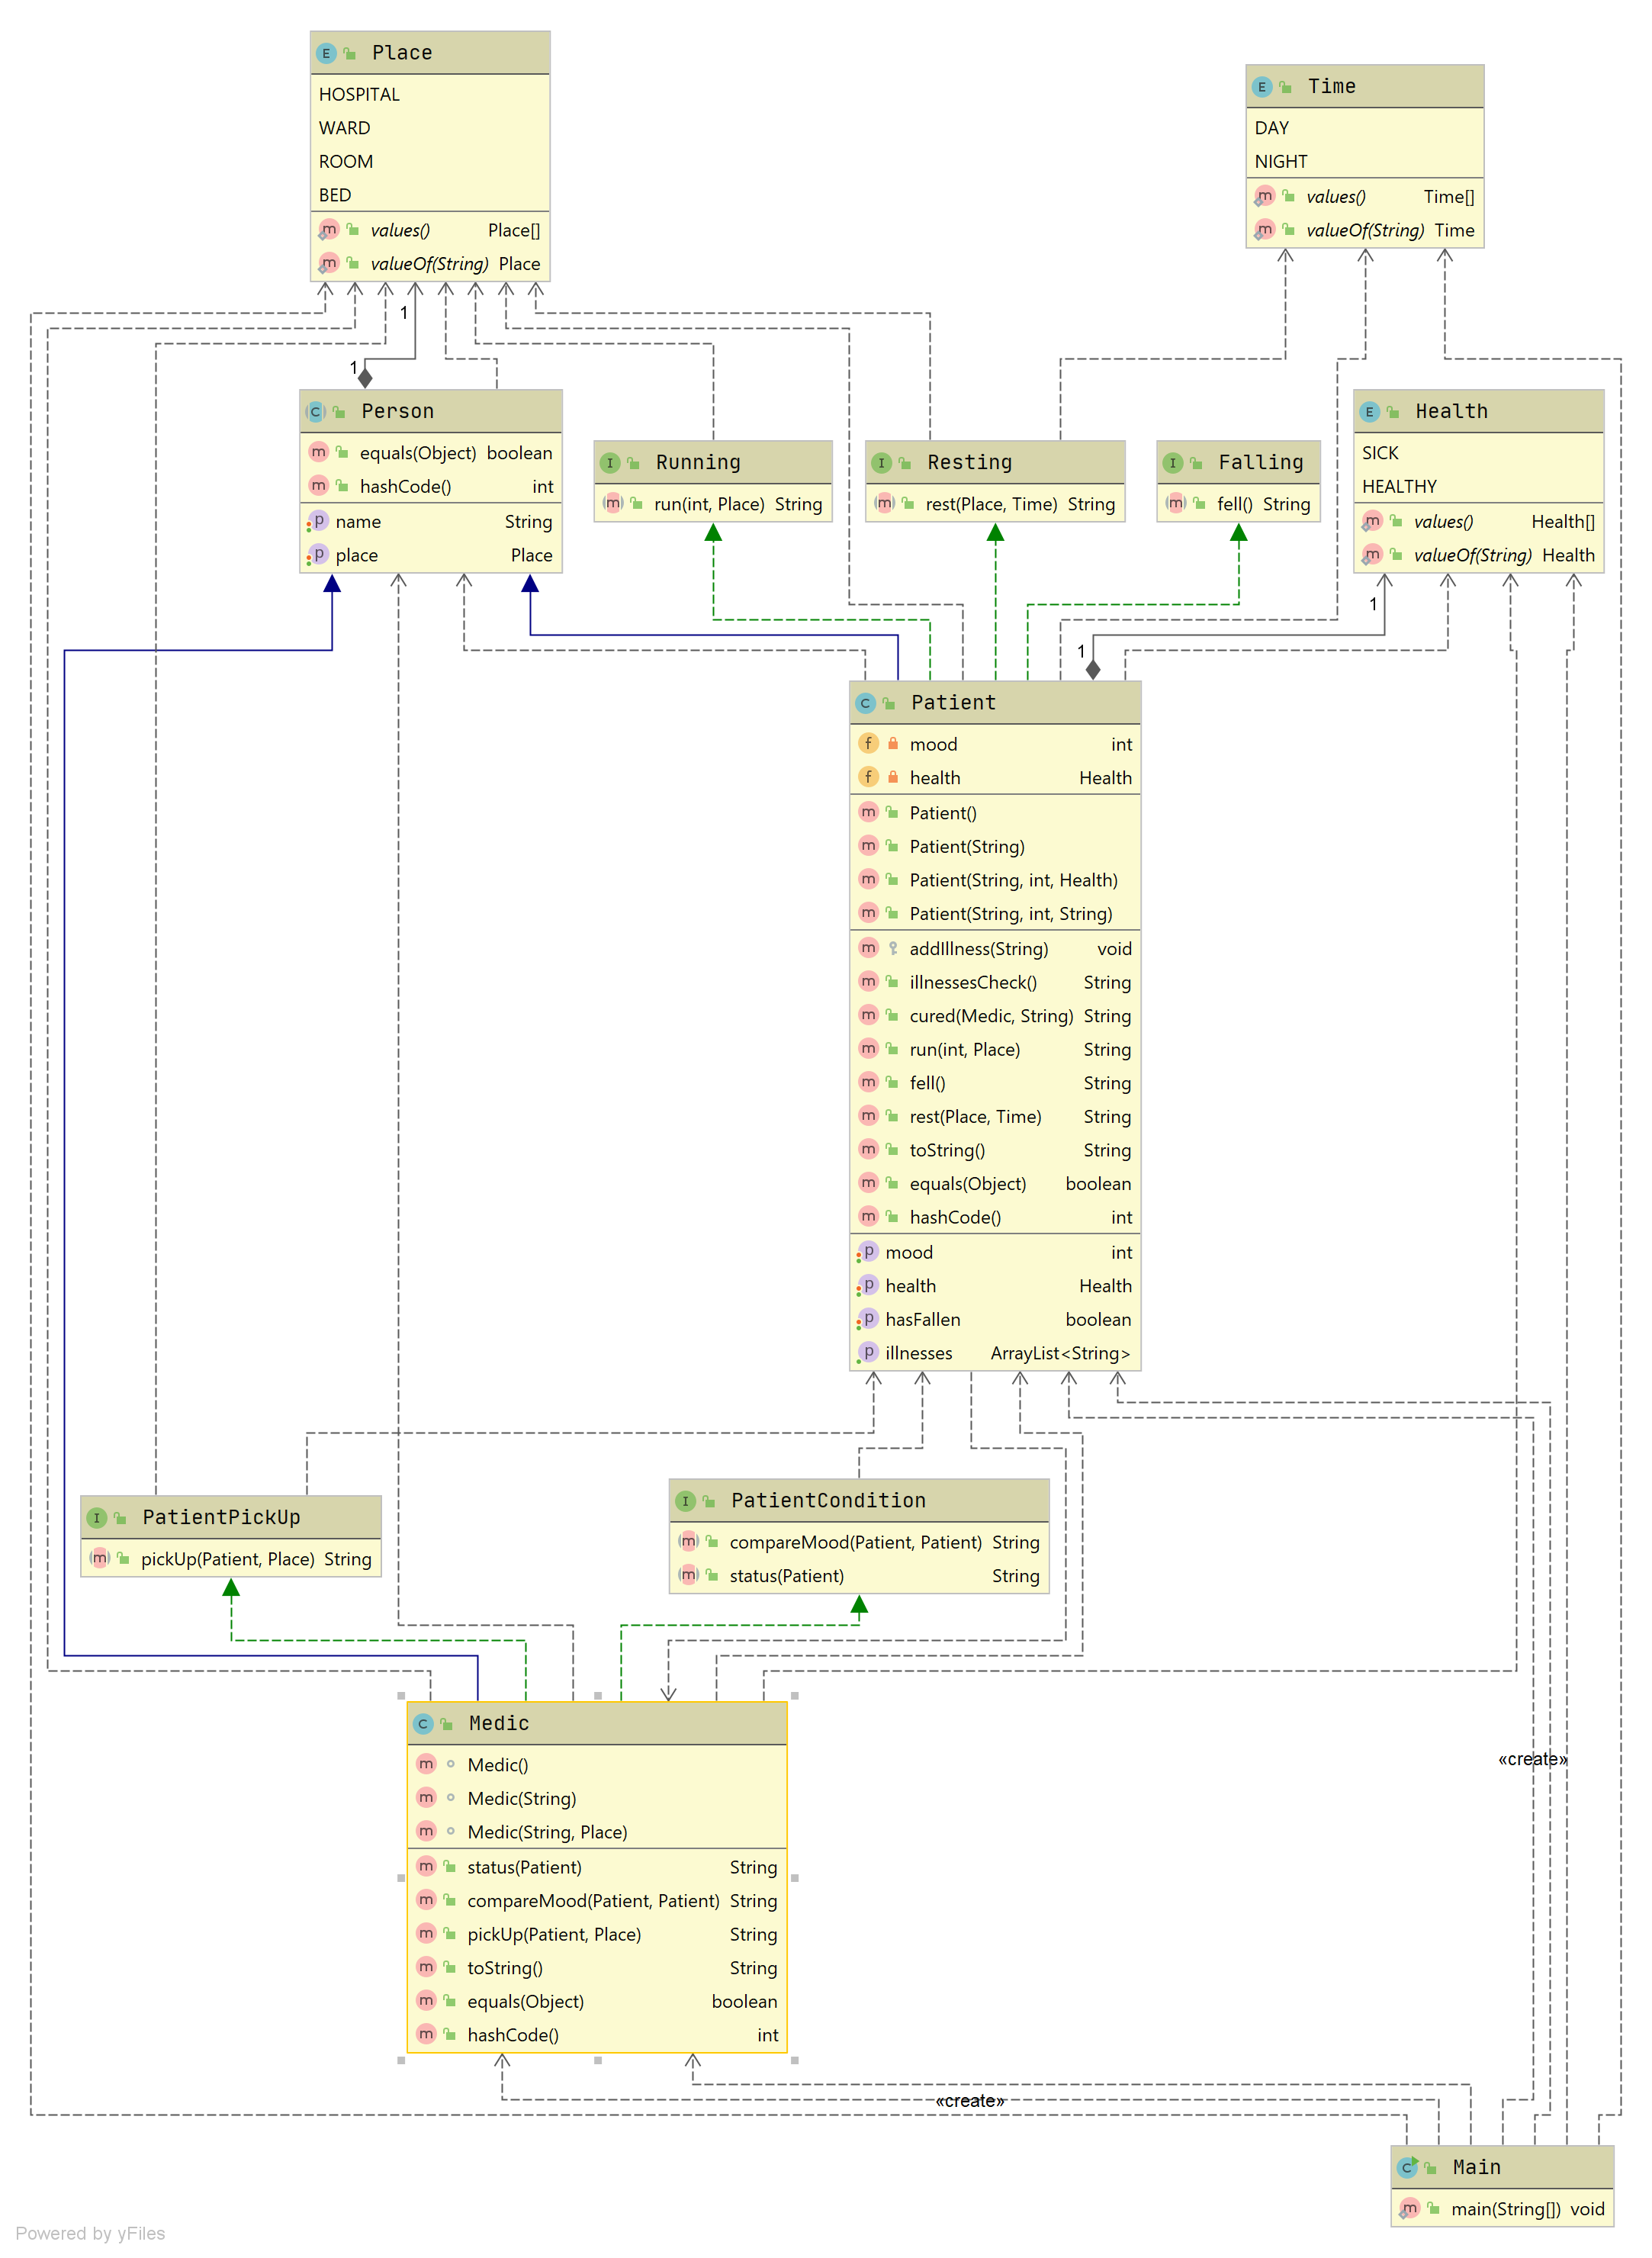 Place
HOSPITAL
WARD
ROOM
BED
values() Place[]
valueOf(String) Place
Time
DAY
NIGHT
values() Time[]
valueOf(String) Time
1
1
Person
equals(Object) boolean
hashCode() int
name String
place Place
Running
run(int, Place) String
Resting
rest(Place, Time) String
Falling
fell() String
Health
SICK
HEALTHY
values() Health[]
valueOf(String) Health
1
1
Patient
mood int
health Health
Patient()
Patient(String)
Patient(String, int, Health)
Patient(String, int, String)
addIllness(String) void
illnessesCheck() String
cured(Medic, String) String
run(int, Place) String
fell() String
rest(Place, Time) String
toString() String
equals(Object) boolean
hashCode() int
mood int
health Health
hasFallen boolean
illnesses ArrayList<String>
PatientPickUp
pickUp(Patient, Place) String
PatientCondition
compareMood(Patient, Patient) String
status(Patient) String
Medic
Medic()
Medic(String)
Medic(String, Place)
status(Patient) String
compareMood(Patient, Patient) String
pickUp(Patient, Place) String
toString() String
equals(Object) boolean
hashCode() int
«create»
«create»
Main
main(String[]) void
Powered by yFiles